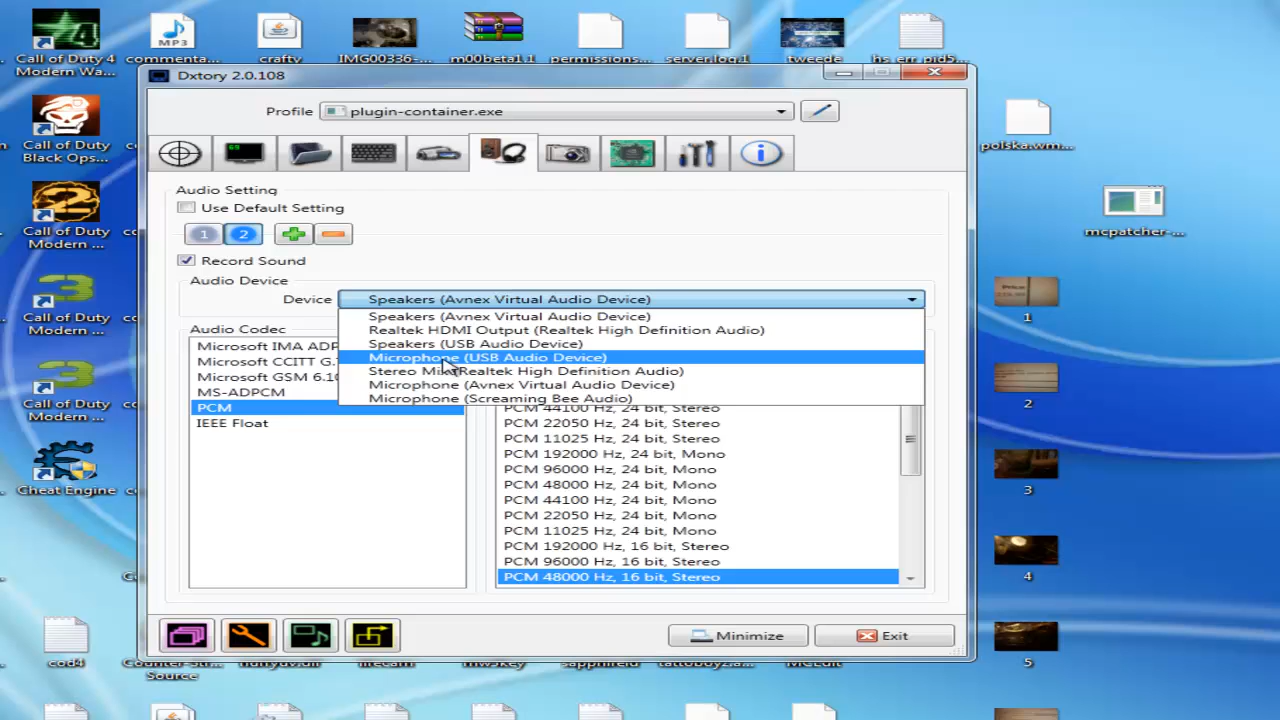 Call of Duty 4
Modern Wa...
commenta...
crafty
IMG00336-...
m00beta1.1
permissions...
server.log.1
tweede
hs_err_pid5...
Dxtory 2.0.108
Profile
plugin-container.exe
Call of Duty
Black Ops...
polska.wm...
Audio Setting
Use Default Setting
1
2
Call of Duty
Modern ...
mcpatcher-...
Record Sound
Audio Device
Device
Speakers (Avnex Virtual Audio Device)
Speakers (Avnex Virtual Audio Device)
Realtek HDMI Output (Realtek High Definition Audio)
Speakers (USB Audio Device)
Microphone (USB Audio Device)
Stereo Mix (Realtek High Definition Audio)
Microphone (Avnex Virtual Audio Device)
Microphone (Screaming Bee Audio)
Call of Duty
Modern ...
1
Audio Codec
Microsoft IMA ADP
Microsoft CCITT G.
Microsoft GSM 6.10
MS-ADPCM
PCM
IEEE Float
PCM 44100 Hz, 24 bit, Stereo
PCM 22050 Hz, 24 bit, Stereo
PCM 11025 Hz, 24 bit, Stereo
PCM 192000 Hz, 24 bit, Mono
PCM 96000 Hz, 24 bit, Mono
PCM 48000 Hz, 24 bit, Mono
PCM 44100 Hz, 24 bit, Mono
PCM 22050 Hz, 24 bit, Mono
PCM 11025 Hz, 24 bit, Mono
PCM 192000 Hz, 16 bit, Stereo
PCM 96000 Hz, 16 bit, Stereo
PCM 48000 Hz, 16 bit, Stereo
Call of Duty
Modern ...
2
Cheat Engine
3
4
Minimize
Exit
cod4
Counter-Str...
Source
5